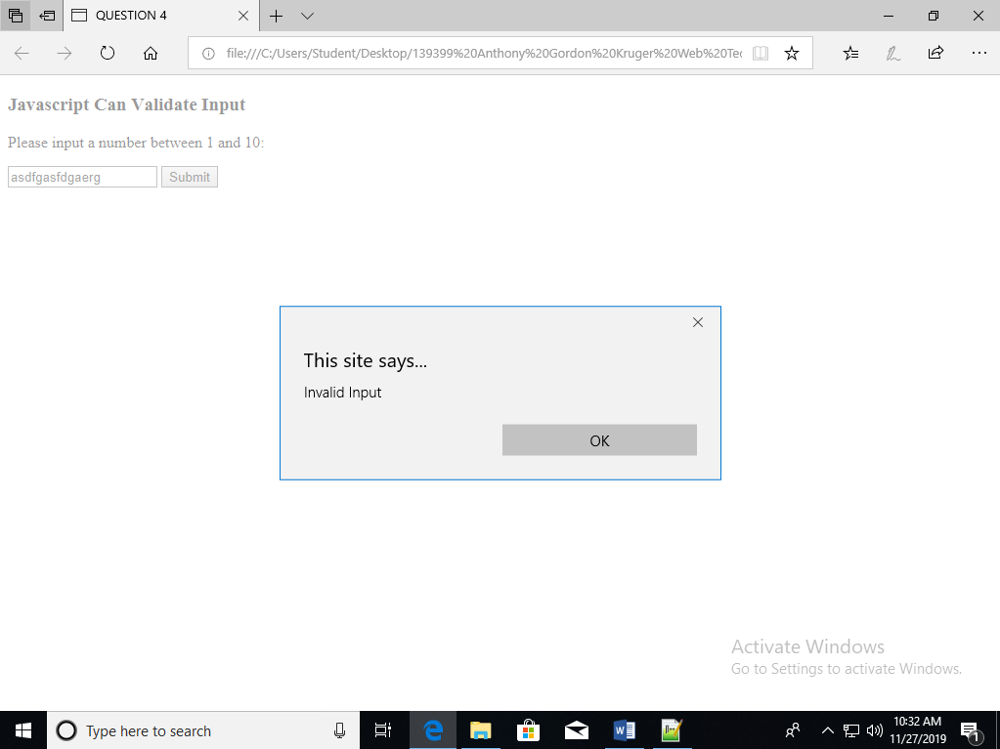 QUESTION 4
file:///C:/Users/Student/Desktop/139399%20Anthony%20Gordon%20Kruger%20Web%20Tec
Javascript Can Validate Input
Please input a number between 1 and 10:
asdfgasfdgaerg Submit
This site says...
Invalid Input
OK
Activate Windows
Go to Settings to activate Windows.
Type here to search
10:32 AM
11/27/2019
1